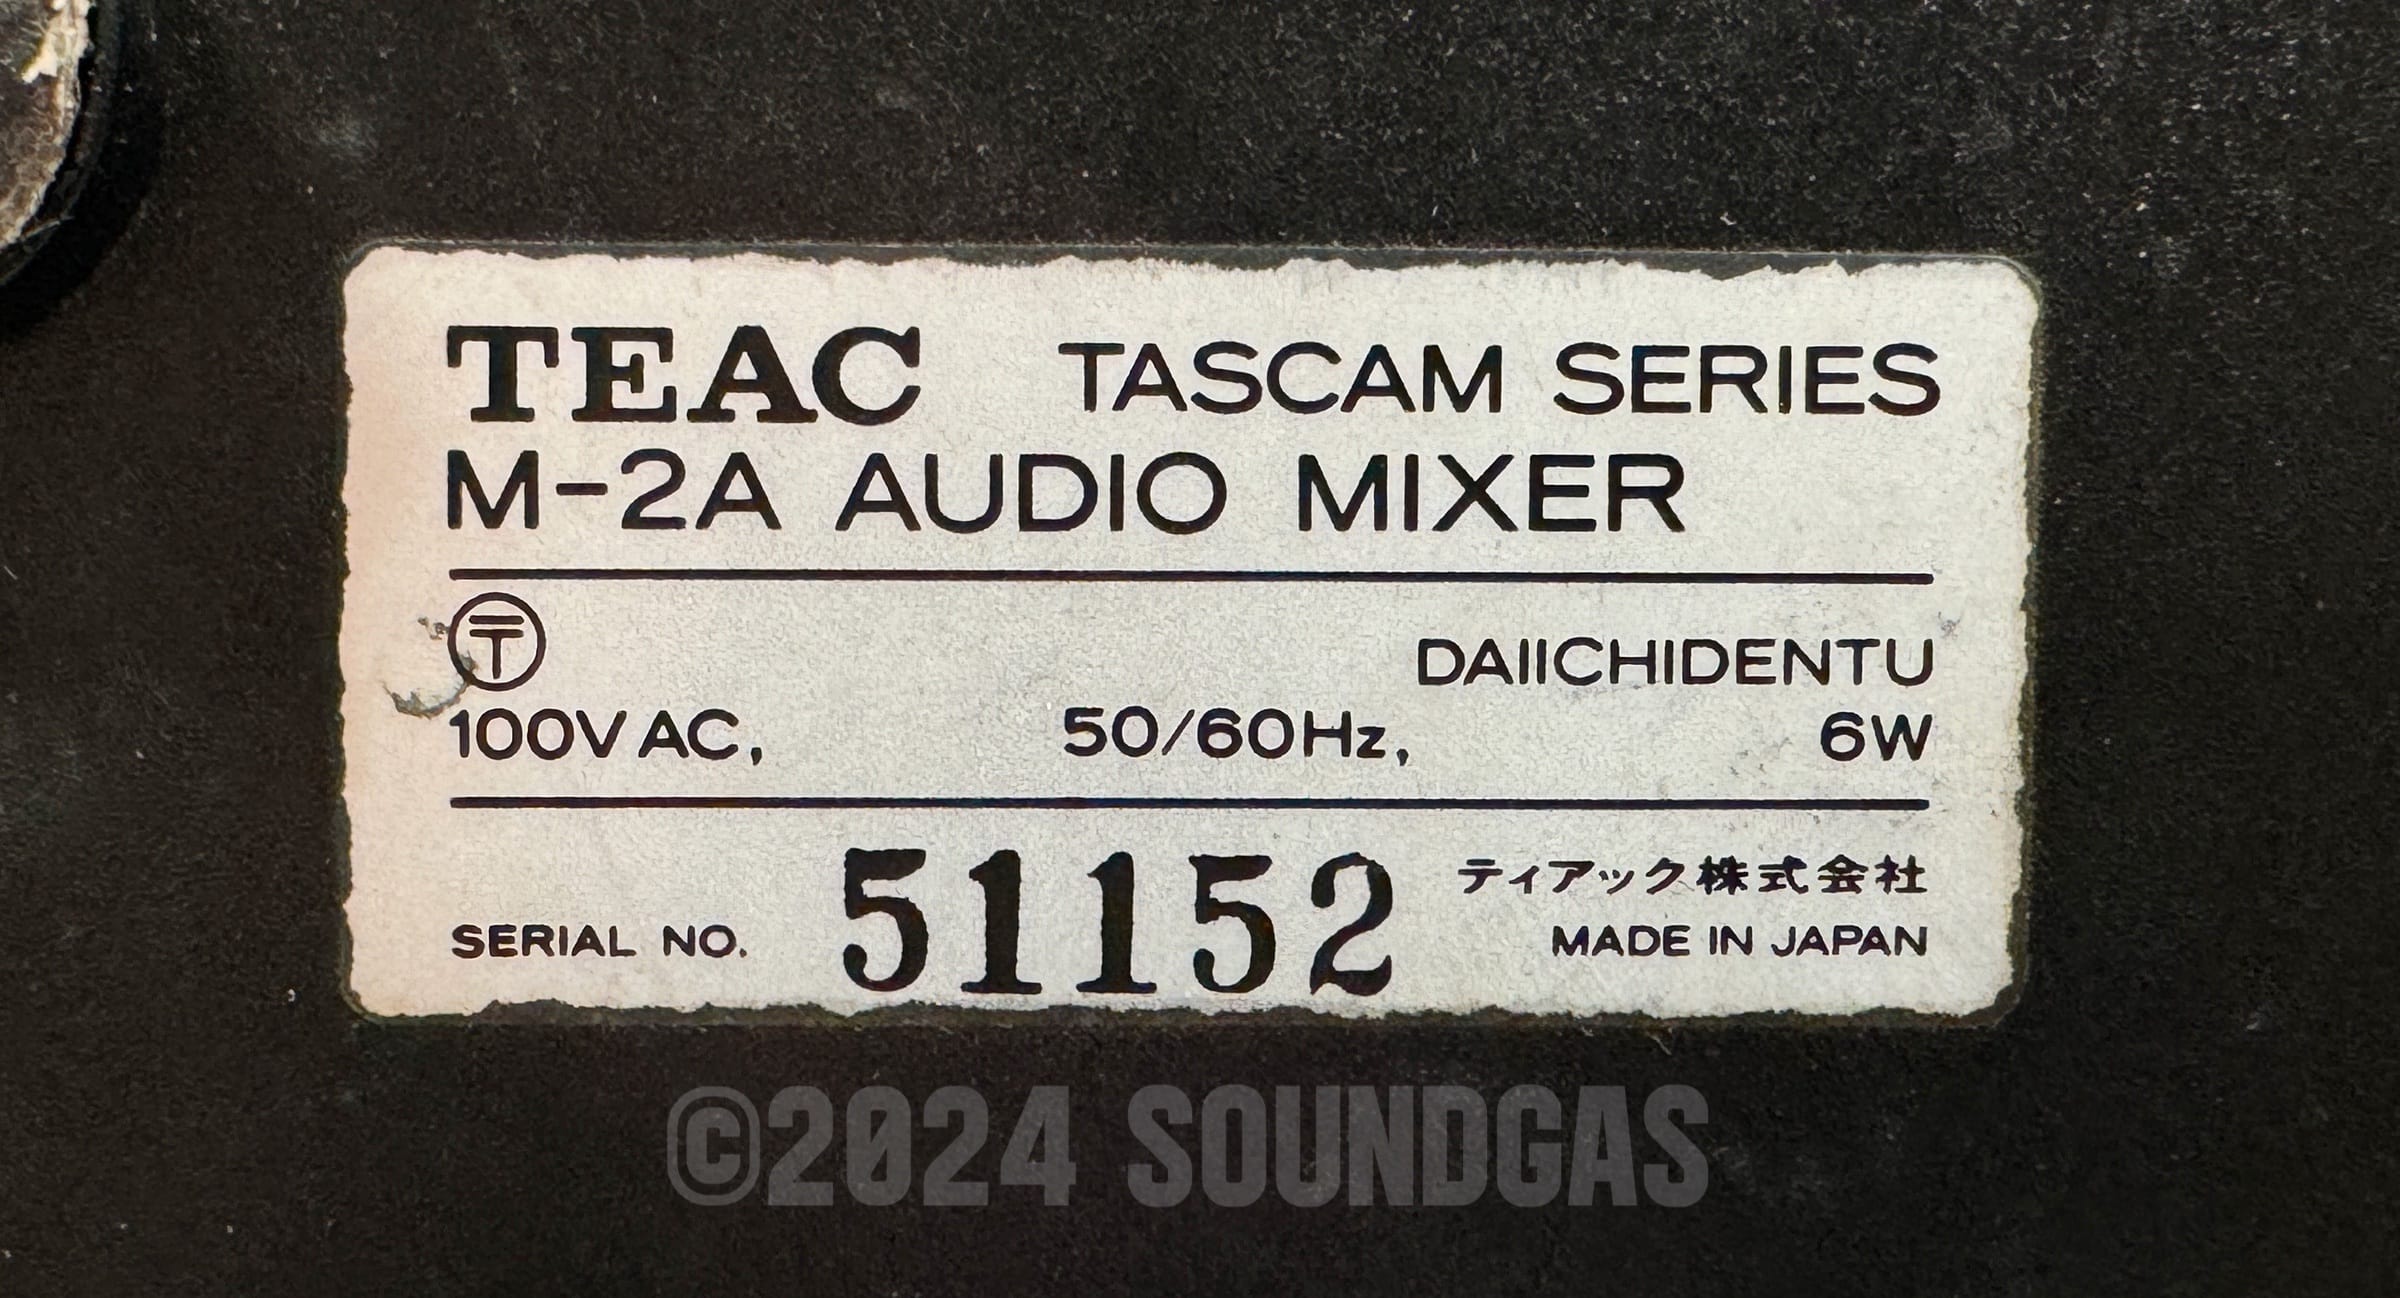 TEAC TASCAM SERIES
M-2A AUDIO MIXER
〶 DAIICHIDENTU
100V AC, 50/60Hz, 6W
SERIAL NO. 51152 ティアック株式会社
MADE IN JAPAN
©2024 SOUNDGAS